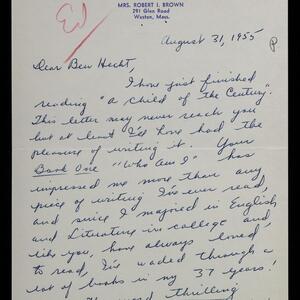 Ed
MRS. ROBERT I. BROWN
291 Glen Road
Weston, Mass.
August 31, 1955
Dear Ben Hecht,
I have just finished
reading "a Child of the Century."
This letter may never reach you
but at least I'd have had the
pleasure of writing it. Your
Book One "Who Am I" has
impressed me more than any
piece of writing I've ever read,
and since I majored in English
and Literature in college and
like you, have always loved
to read, I've waded through a
lot of books in my 37 years!
thrilling